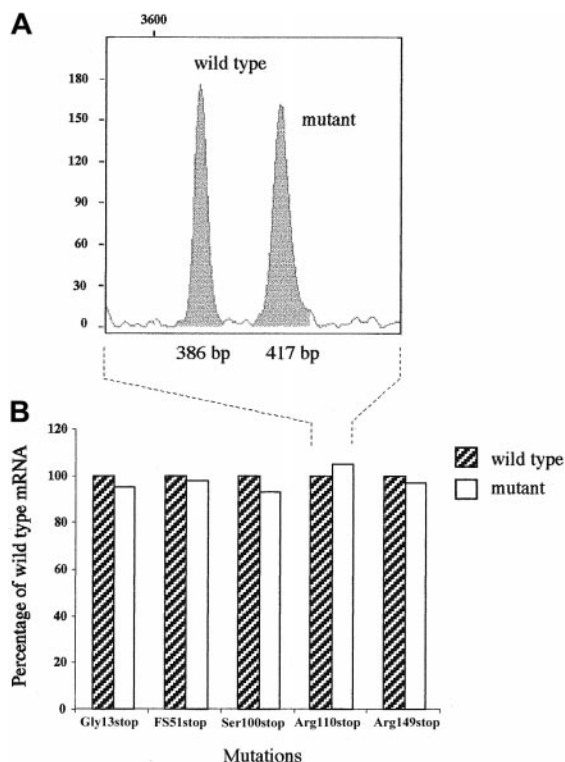 A
3600
wild type
mutant
180
150
120
90
60
30
0
386 bp
417 bp
B
Percentage of wild type mRNA
120
100
80
60
40
20
0
wild type
mutant
Gly13stop FS51stop Ser100stop Arg110stop Arg149stop
Mutations